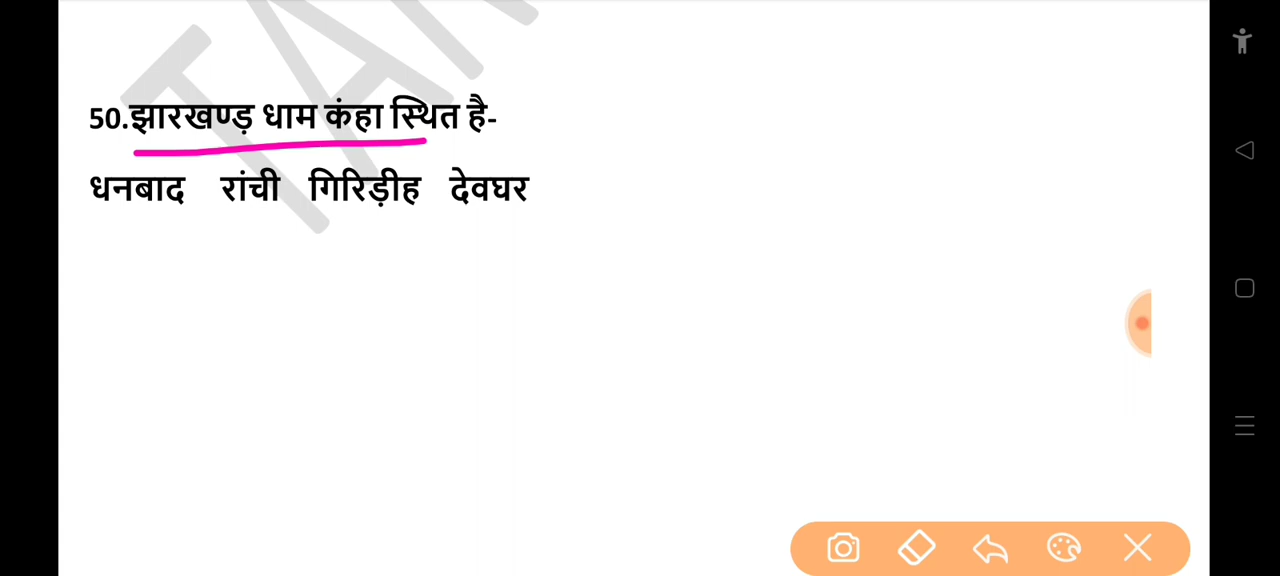 50.झारखण्ड़ धाम कंहा स्थित है-
धनबाद रांची गिरिड़ीह देवघर